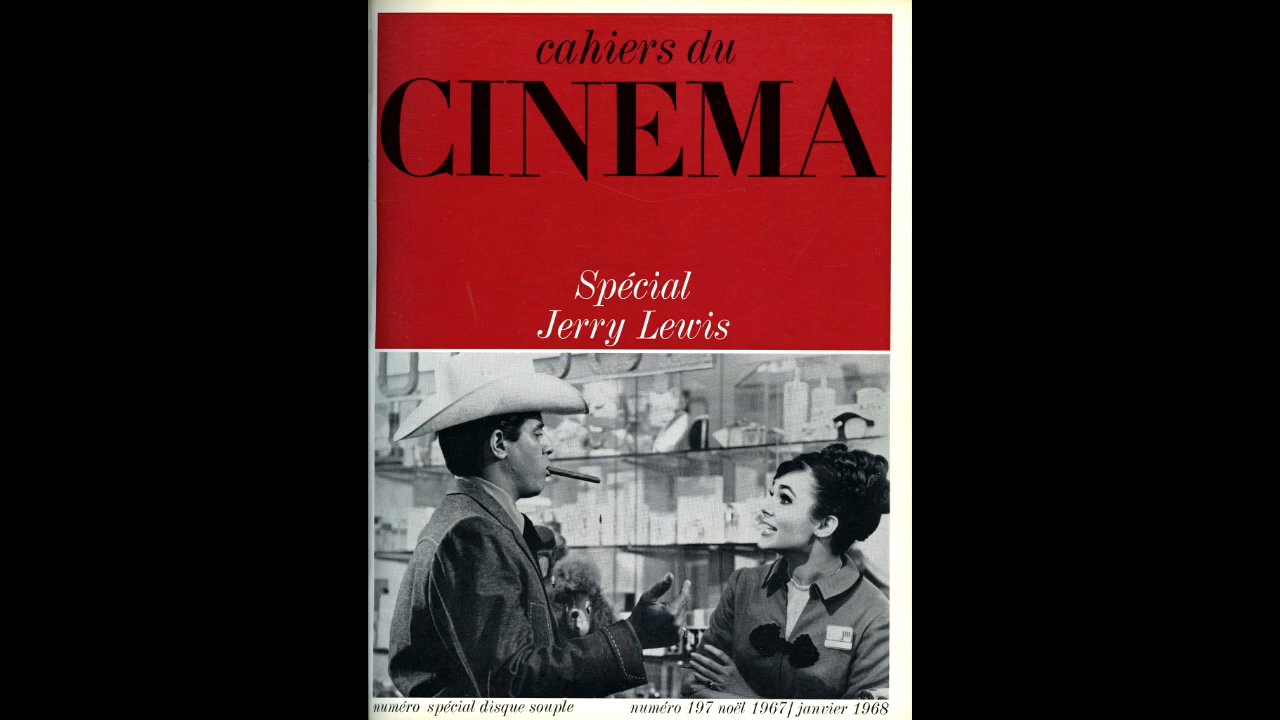 cahiers du
CINEMA
Spécial
Jerry Lewis
numéro spécial disque souple
numéro 197 noël 1967/janvier 1968